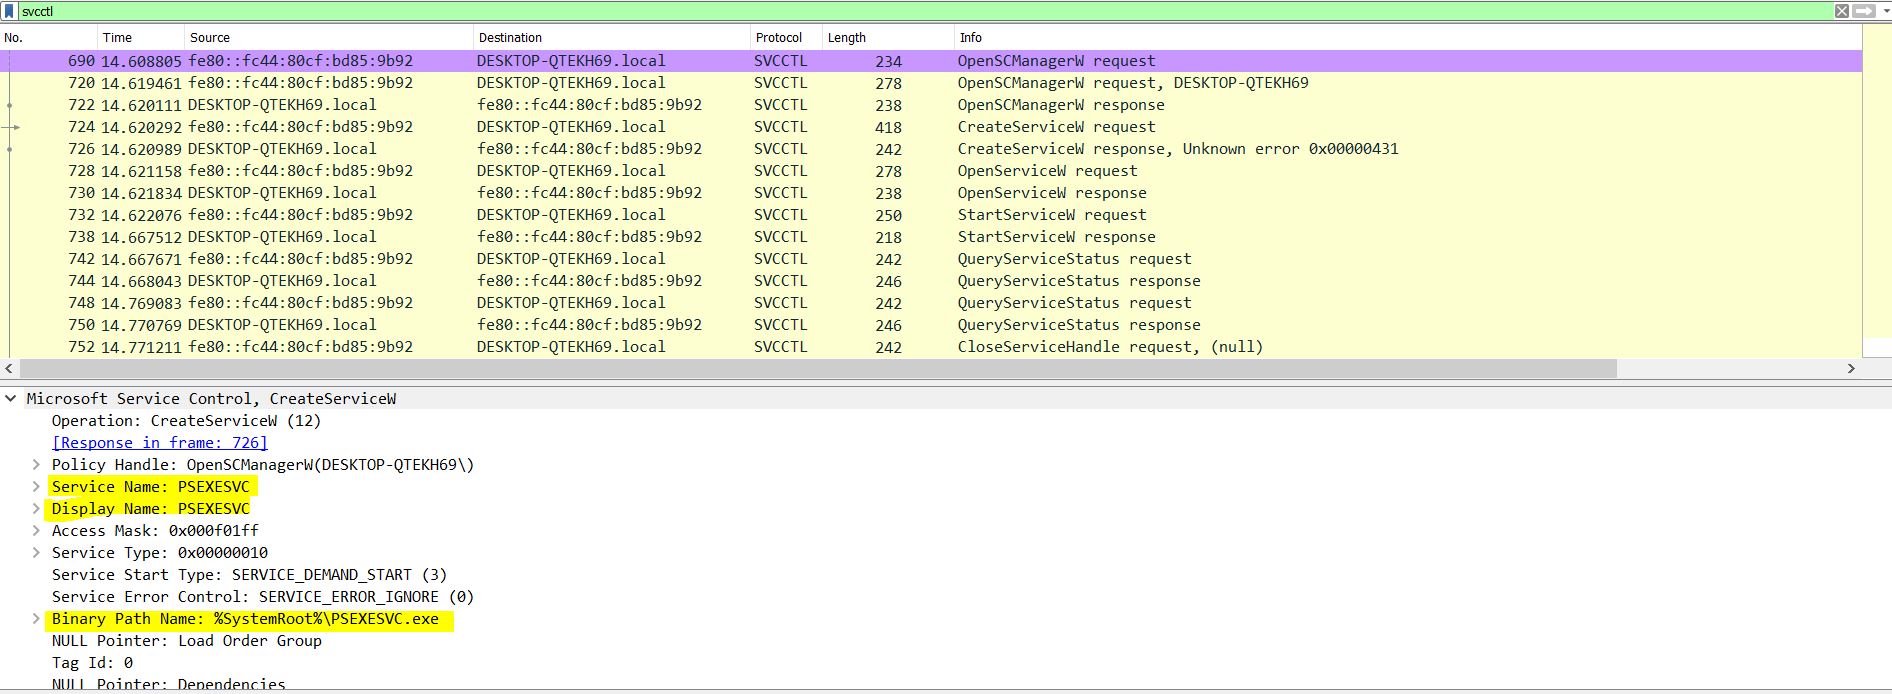 svcctl
No. Time Source Destination Protocol Length Info
690 14.608805 fe80::fc44:80cf:bd85:9b92 DESKTOP-QTEKH69.local SVCCTL 234 OpenSCManagerW request
720 14.619461 fe80::fc44:80cf:bd85:9b92 DESKTOP-QTEKH69.local SVCCTL 278 OpenSCManagerW request, DESKTOP-QTEKH69
722 14.620111 DESKTOP-QTEKH69.local fe80::fc44:80cf:bd85:9b92 SVCCTL 238 OpenSCManagerW response
724 14.620292 fe80::fc44:80cf:bd85:9b92 DESKTOP-QTEKH69.local SVCCTL 418 CreateServiceW request
726 14.620989 DESKTOP-QTEKH69.local fe80::fc44:80cf:bd85:9b92 SVCCTL 242 CreateServiceW response, Unknown error 0x00000431
728 14.621158 fe80::fc44:80cf:bd85:9b92 DESKTOP-QTEKH69.local SVCCTL 278 OpenServiceW request
730 14.621834 DESKTOP-QTEKH69.local fe80::fc44:80cf:bd85:9b92 SVCCTL 238 OpenServiceW response
732 14.622076 fe80::fc44:80cf:bd85:9b92 DESKTOP-QTEKH69.local SVCCTL 250 StartServiceW request
738 14.667512 DESKTOP-QTEKH69.local fe80::fc44:80cf:bd85:9b92 SVCCTL 218 StartServiceW response
742 14.667671 fe80::fc44:80cf:bd85:9b92 DESKTOP-QTEKH69.local SVCCTL 242 QueryServiceStatus request
744 14.668043 DESKTOP-QTEKH69.local fe80::fc44:80cf:bd85:9b92 SVCCTL 246 QueryServiceStatus response
748 14.769083 fe80::fc44:80cf:bd85:9b92 DESKTOP-QTEKH69.local SVCCTL 242 QueryServiceStatus request
750 14.770769 DESKTOP-QTEKH69.local fe80::fc44:80cf:bd85:9b92 SVCCTL 246 QueryServiceStatus response
752 14.771211 fe80::fc44:80cf:bd85:9b92 DESKTOP-QTEKH69.local SVCCTL 242 CloseServiceHandle request, (null)
Microsoft Service Control, CreateServiceW
Operation: CreateServiceW (12)
[Response in frame: 726]
Policy Handle: OpenSCManagerW(DESKTOP-QTEKH69\)
Service Name: PSEXESVC
Display Name: PSEXESVC
Access Mask: 0x000f01ff
Service Type: 0x00000010
Service Start Type: SERVICE_DEMAND_START (3)
Service Error Control: SERVICE_ERROR_IGNORE (0)
Binary Path Name: %SystemRoot%\PSEXESVC.exe
NULL Pointer: Load Order Group
Tag Id: 0
NULL Pointer: Dependencies